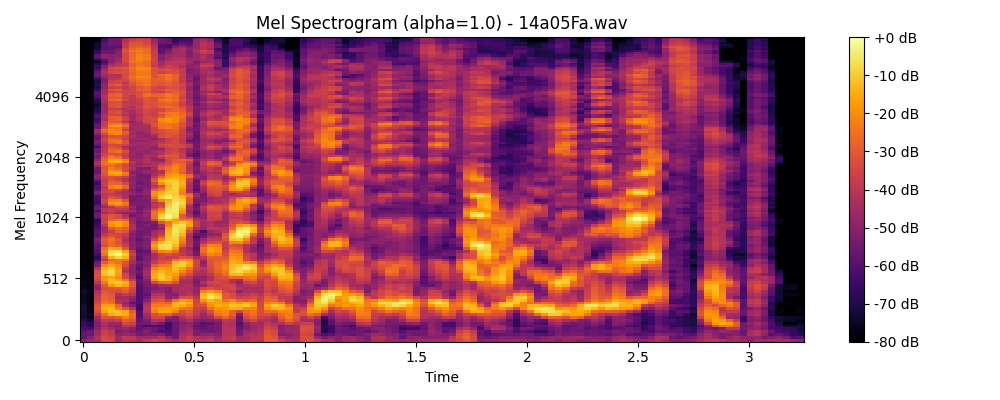 Mel Spectrogram (alpha=1.0) - 14a05Fa.wav
Mel Frequency
4096
2048
1024
512
0
0
0.5
1
1.5
2
2.5
3
Time
+0 dB
-10 dB
-20 dB
-30 dB
-40 dB
-50 dB
-60 dB
-70 dB
-80 dB